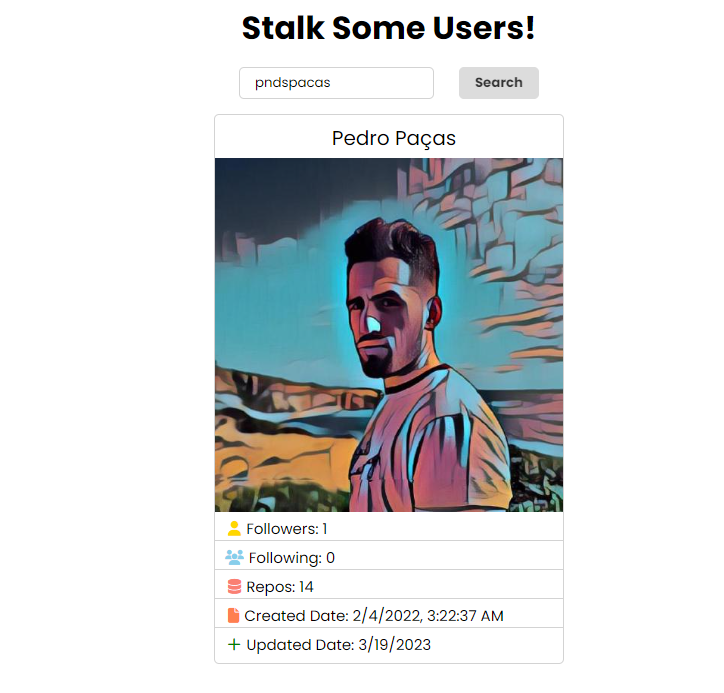 Stalk Some Users!
pndspacas Search
Pedro Paças
Followers: 1
Following: 0
Repos: 14
Created Date: 2/4/2022, 3:22:37 AM
Updated Date: 3/19/2023